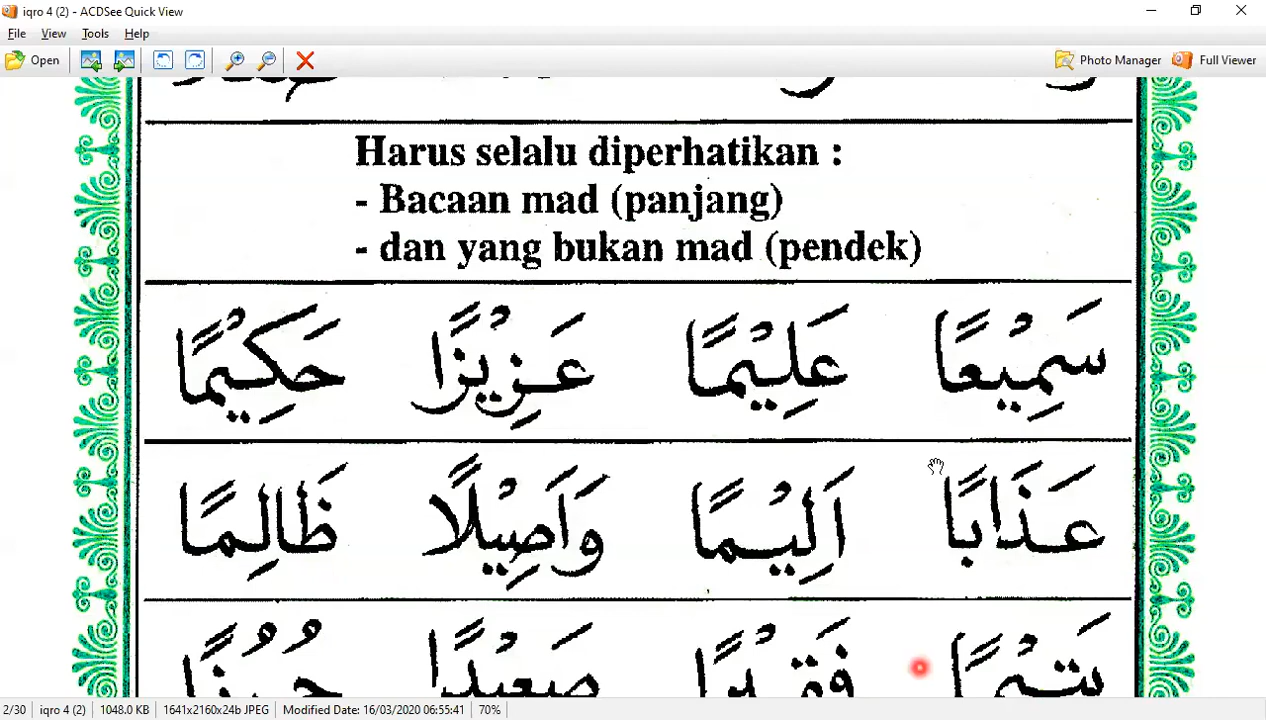 iqro 4 (2) - ACDSee Quick View
File View Tools Help
Open Photo Manager Full Viewer
Harus selalu diperhatikan :
- Bacaan mad (panjang)
- dan yang bukan mad (pendek)
سَمِيْعًا عَلِيْمًا عَزِيْزًا حَكِيْمًا
عَذَابًا اَلِيْمًا وَاَصِيْلًا ظَالِمًا
يَتِيْمًا فَقِيْرًا صَعِيْدًا
2/30 iqro 4 (2) 1048.0 KB 1641x2160x24b JPEG Modified Date: 16/03/2020 06:55:41 70%